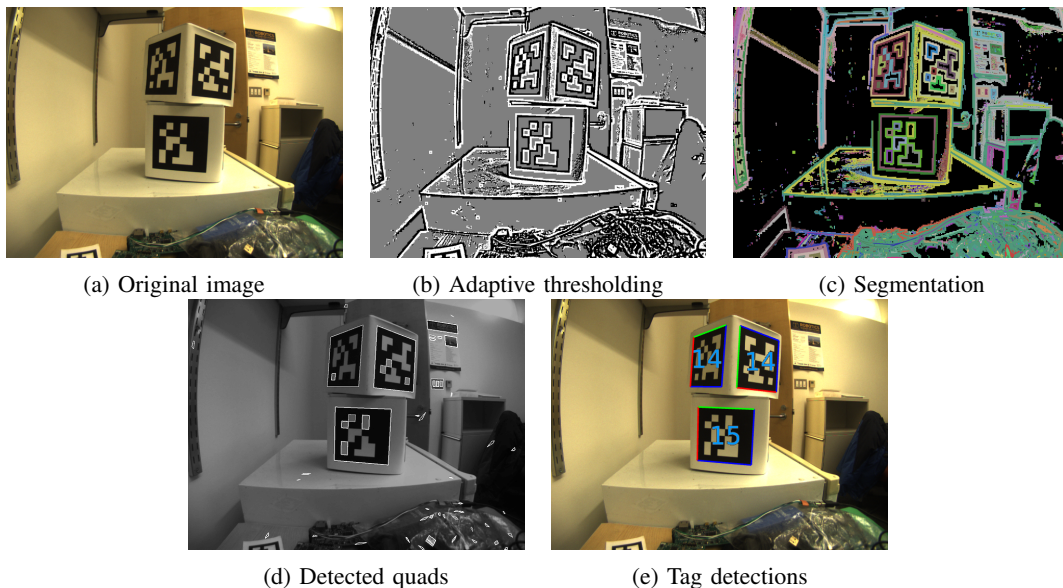 (a) Original image
(b) Adaptive thresholding
(c) Segmentation
14
14
15
(d) Detected quads
(e) Tag detections